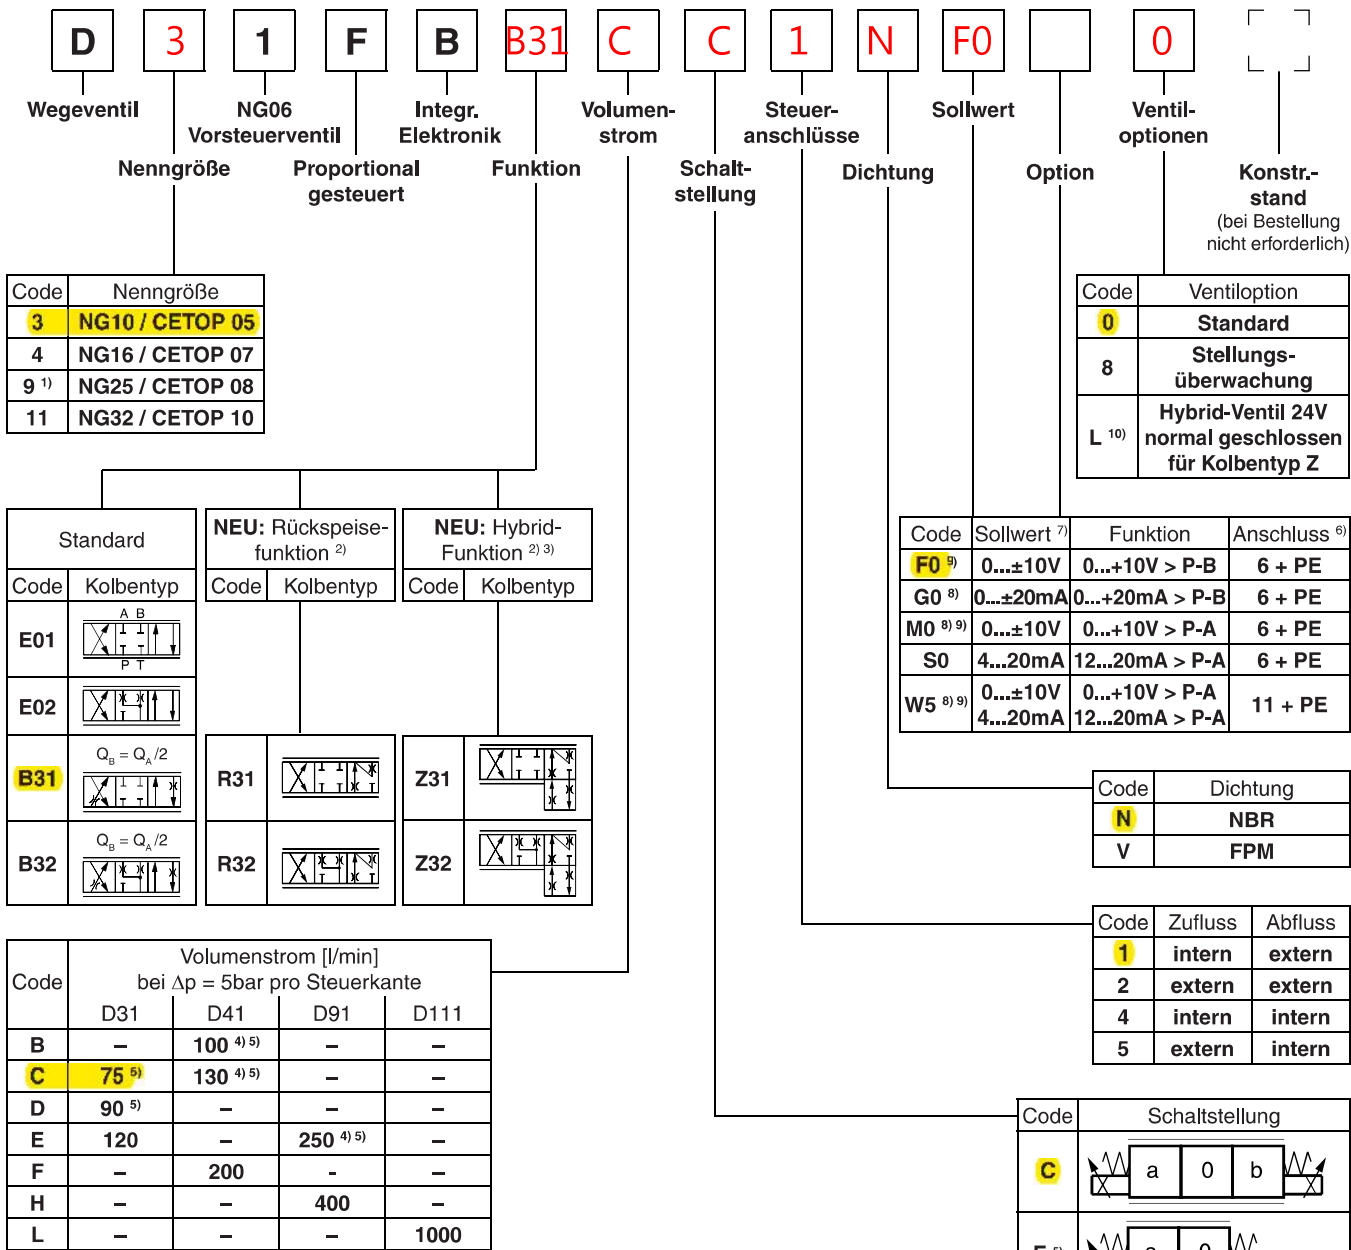 D 3 1 F B B31 C C 1 N F0 0
Wegeventil
NG06
Vorsteuerventil
Integr.
Elektronik
Volumen-
strom
Steuer-
anschlüsse
Sollwert
Ventil-
optionen
Nenngröße
Proportional
gesteuert
Funktion
Schalt-
stellung
Dichtung
Option
Konstr.-
stand
(bei Bestellung
nicht erforderlich)
Code Nenngröße
3 NG10 / CETOP 05
4 NG16 / CETOP 07
9 1) NG25 / CETOP 08
11 NG32 / CETOP 10
Code Ventiloption
0 Standard
8 Stellungs-
überwachung
L 10) Hybrid-Ventil 24V
normal geschlossen
für Kolbentyp Z
Standard
Code Kolbentyp
E01 A B
P T
E02
B31 QB = QA/2
B32 QB = QA/2
NEU: Rückspeise-
funktion 2)
Code Kolbentyp
R31
R32
NEU: Hybrid-
Funktion 2) 3)
Code Kolbentyp
Z31
Z32
Code Sollwert 7) Funktion Anschluss 6)
F0 9) 0...±10V 0...+10V > P-B 6 + PE
G0 8) 0...±20mA 0...+20mA > P-B 6 + PE
M0 8) 9) 0...±10V 0...+10V > P-A 6 + PE
S0 4...20mA 12...20mA > P-A 6 + PE
W5 8) 9) 0...±10V 0...+10V > P-A 11 + PE
4...20mA 12...20mA > P-A
Code Dichtung
N NBR
V FPM
Code Zufluss Abfluss
1 intern extern
2 extern extern
4 intern intern
5 extern intern
Code Volumenstrom [l/min]
bei Δp = 5bar pro Steuerkante
D31 D41 D91 D111
B – 100 4) 5) – –
C 75 5) 130 4) 5) – –
D 90 5) – – –
E 120 – 250 4) 5) –
F – 200 - –
H – – 400 –
L – – – 1000
Code Schaltstellung
C a 0 b
a 0